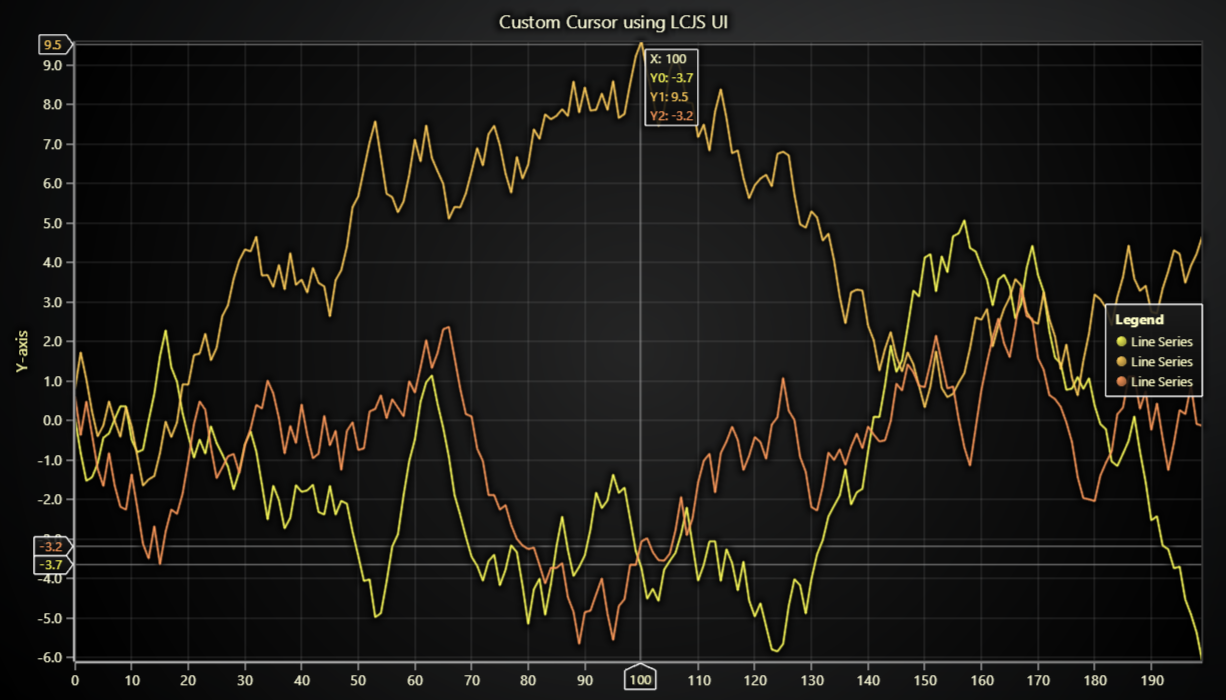 Custom Cursor using LCJS UI
9.5
9.0
8.0
7.0
6.0
5.0
4.0
3.0
2.0
1.0
0.0
-1.0
-2.0
-3.2
-3.7
-4.0
-5.0
-6.0
Y-axis
X: 100
Y0: -3.7
Y1: 9.5
Y2: -3.2
Legend
Line Series
Line Series
Line Series
0 10 20 30 40 50 60 70 80 90 100 110 120 130 140 150 160 170 180 190